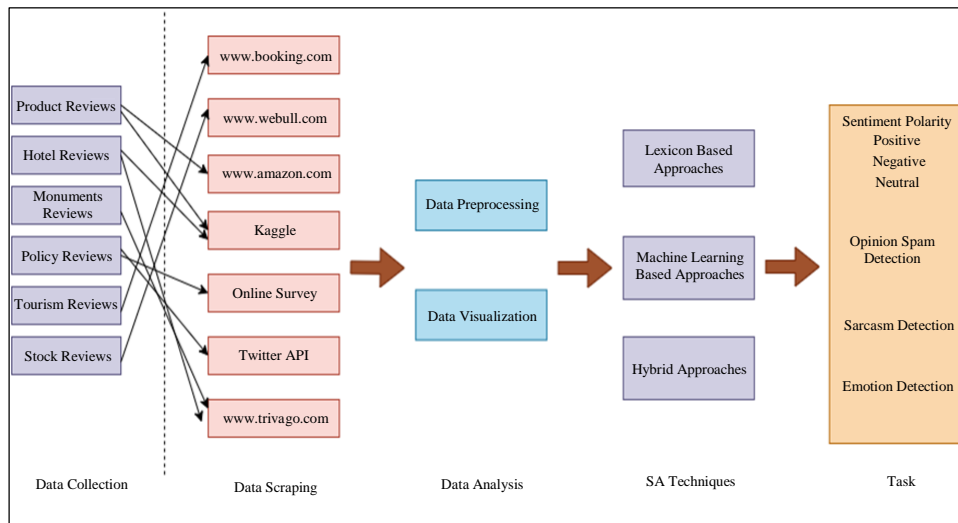 Product Reviews
Hotel Reviews
Monuments
Reviews
Policy Reviews
Tourism Reviews
Stock Reviews
Data Collection
www.booking.com
www.webull.com
www.amazon.com
Kaggle
Online Survey
Twitter API
www.trivago.com
Data Scraping
Data Preprocessing
Data Visualization
Data Analysis
Lexicon Based
Approaches
Machine Learning
Based Approaches
Hybrid Approaches
SA Techniques
Sentiment Polarity
Positive
Negative
Neutral
Opinion Spam
Detection
Sarcasm Detection
Emotion Detection
Task